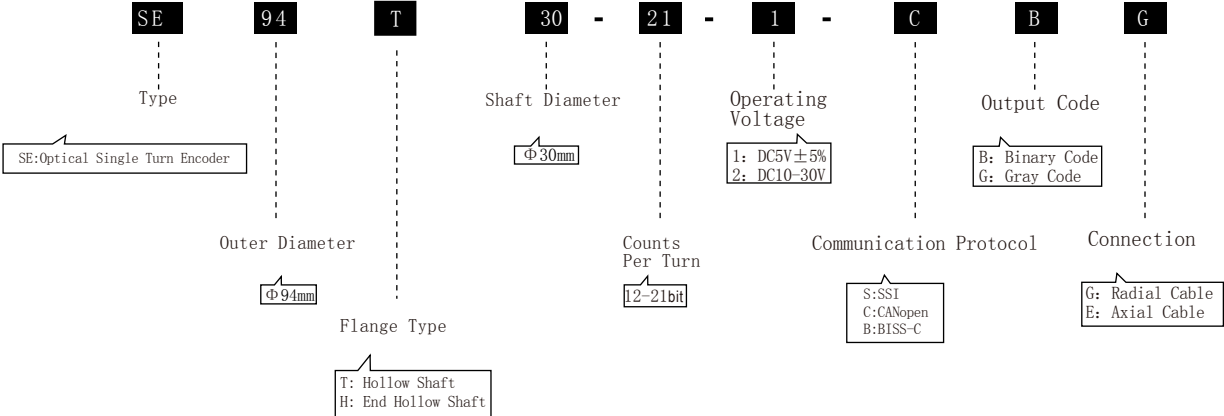 SE 94 T 30 - 21 - 1 - C B G
Type
SE:Optical Single Turn Encoder
Outer Diameter
Φ94mm
Flange Type
T: Hollow Shaft
H: End Hollow Shaft
Shaft Diameter
Φ30mm
Counts
Per Turn
12-21bit
Operating
Voltage
1: DC5V±5%
2: DC10-30V
Communication Protocol
S:SSI
C:CANopen
B:BISS-C
Output Code
B: Binary Code
G: Gray Code
Connection
G: Radial Cable
E: Axial Cable